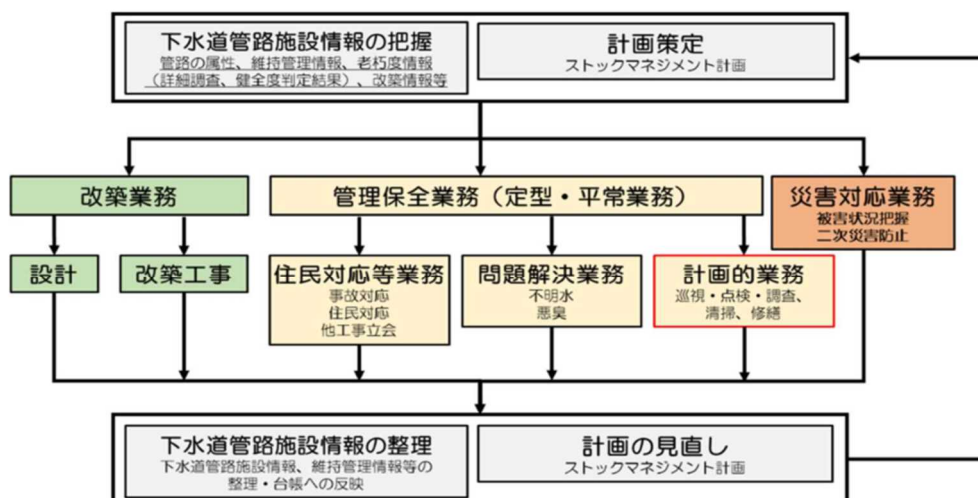 下水道管路施設情報の把握
管路の属性、維持管理情報、老朽度情報
（詳細調査、健全度判定結果）、改築情報等
計画策定
ストックマネジメント計画
改築業務
設計
改築工事
管理保全業務（定型・平常業務）
住民対応等業務
事故対応
住民対応
他工事立会
問題解決業務
不明水
悪臭
計画的業務
巡視・点検・調査、
清掃、修繕
災害対応業務
被害状況把握
二次災害防止
下水道管路施設情報の整理
下水道管路施設情報、維持管理情報等の
整理・台帳への反映
計画の見直し
ストックマネジメント計画